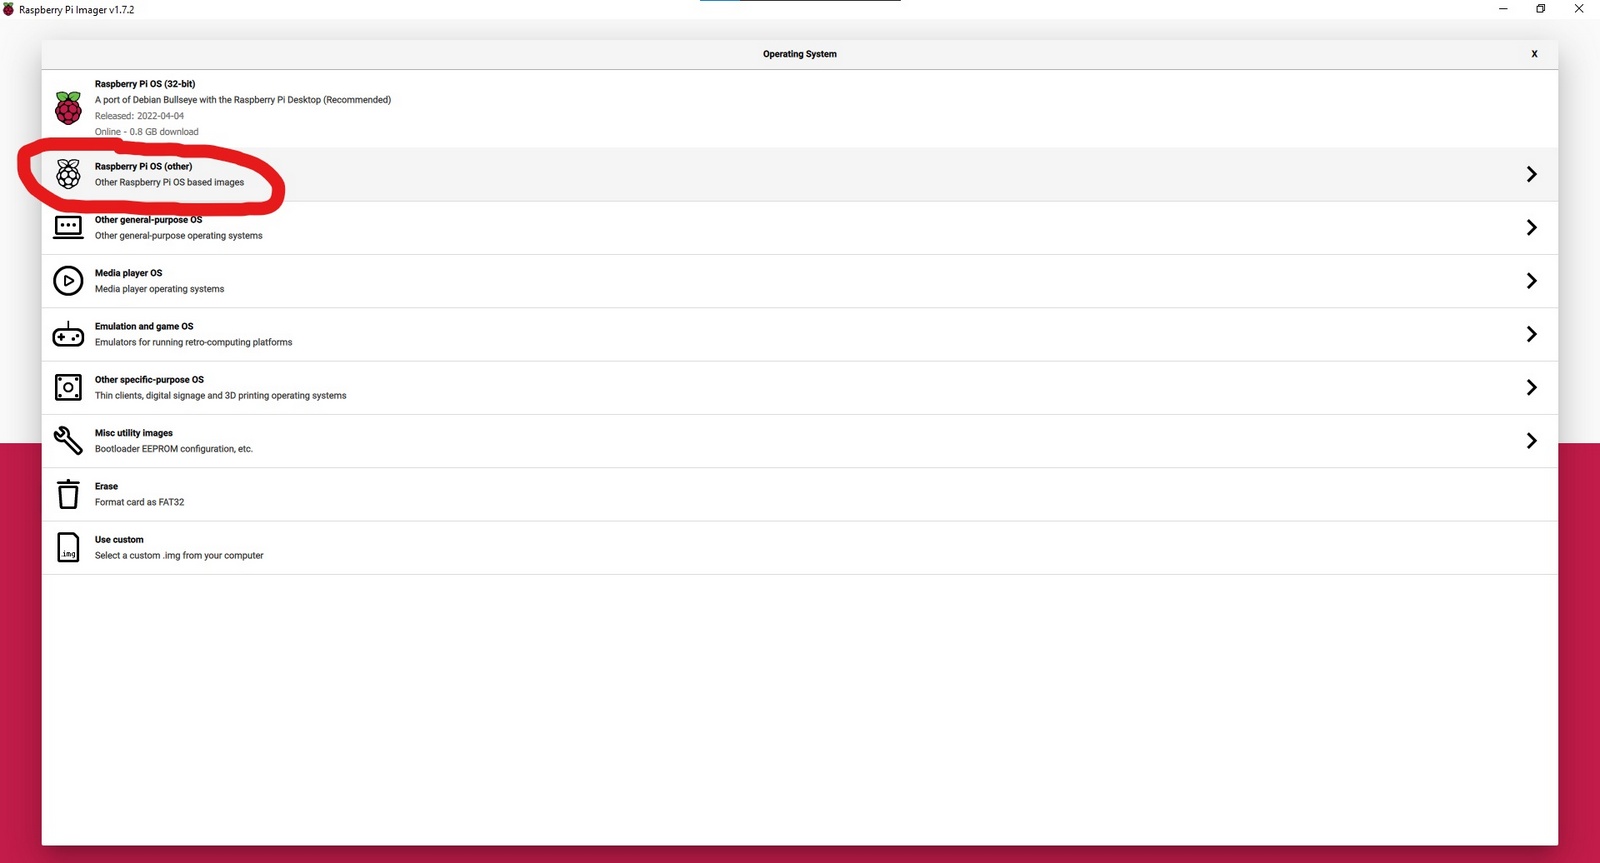 Raspberry Pi Imager v1.7.2
Operating System
X
Raspberry Pi OS (32-bit)
A port of Debian Bullseye with the Raspberry Pi Desktop (Recommended)
Released: 2022-04-04
Online - 0.8 GB download
Raspberry Pi OS (other)
Other Raspberry Pi OS based images
Other general-purpose OS
Other general-purpose operating systems
Media player OS
Media player operating systems
Emulation and game OS
Emulators for running retro-computing platforms
Other specific-purpose OS
Thin clients, digital signage and 3D printing operating systems
Misc utility images
Bootloader EEPROM configuration, etc.
Erase
Format card as FAT32
.img
Use custom
Select a custom .img from your computer